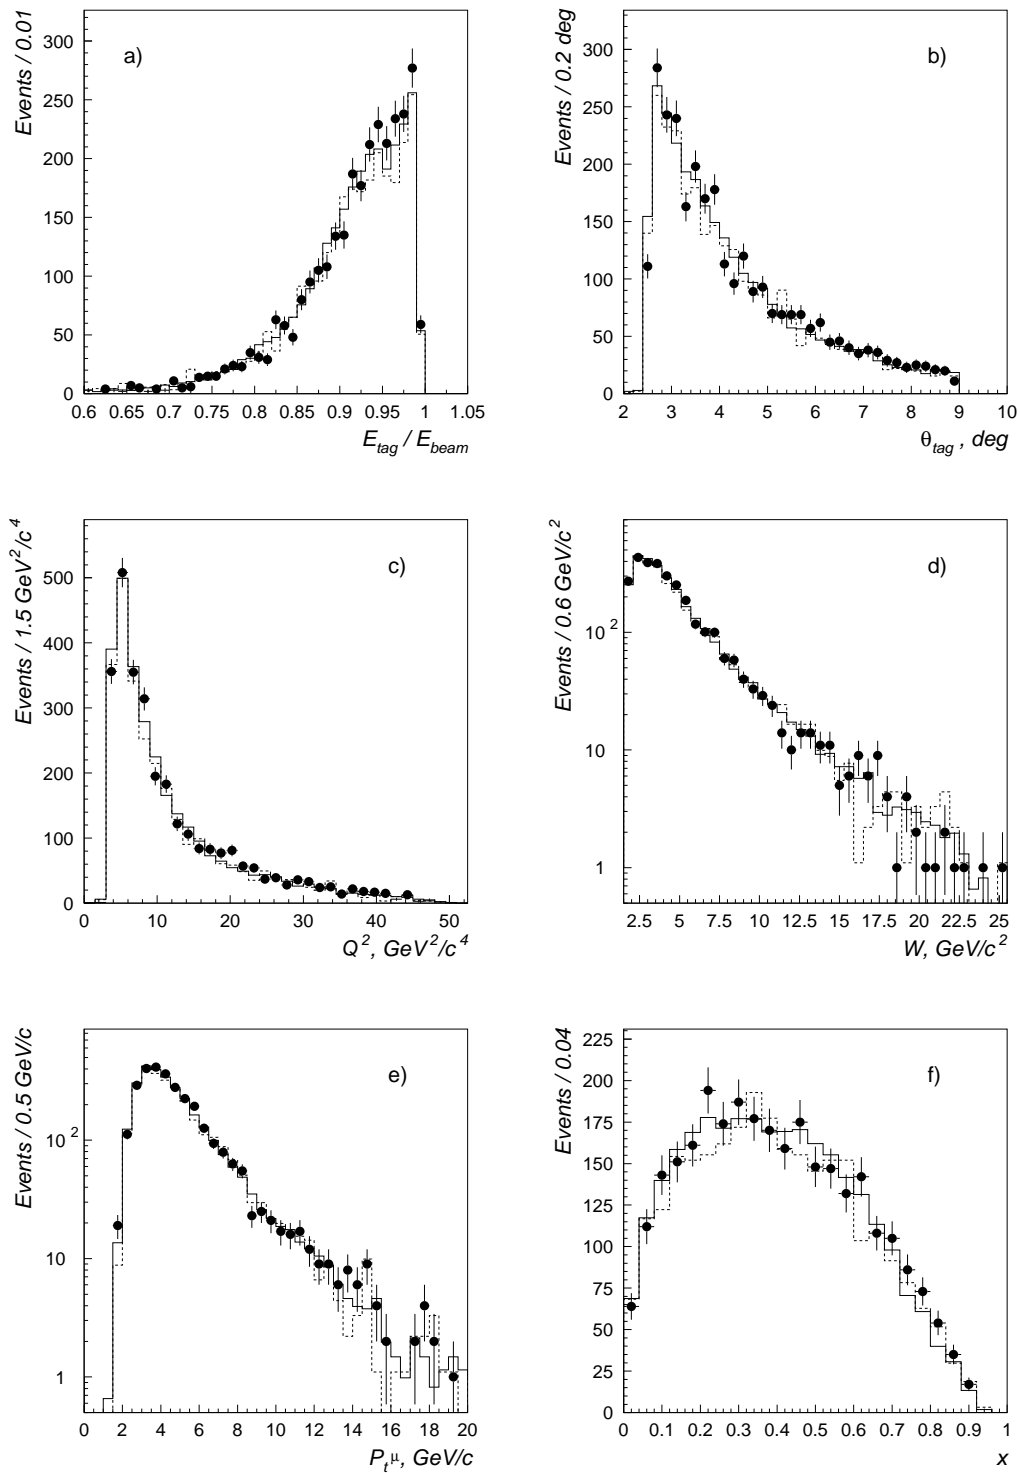 a)
Events / 0.01
0 50 100 150 200 250 300
0.6 0.65 0.7 0.75 0.8 0.85 0.9 0.95 1 1.05
E_tag / E_beam
b)
Events / 0.2 deg
0 50 100 150 200 250 300
2 3 4 5 6 7 8 9 10
θ_tag , deg
c)
Events / 1.5 GeV²/c⁴
0 100 200 300 400 500
0 10 20 30 40 50
Q², GeV²/c⁴
d)
Events / 0.6 GeV/c²
1 10 10²
2.5 5 7.5 10 12.5 15 17.5 20 22.5 25
W, GeV/c²
e)
Events / 0.5 GeV/c
1 10 10²
0 2 4 6 8 10 12 14 16 18 20
P_t^μ, GeV/c
f)
Events / 0.04
0 25 50 75 100 125 150 175 200 225
0 0.1 0.2 0.3 0.4 0.5 0.6 0.7 0.8 0.9 1
x